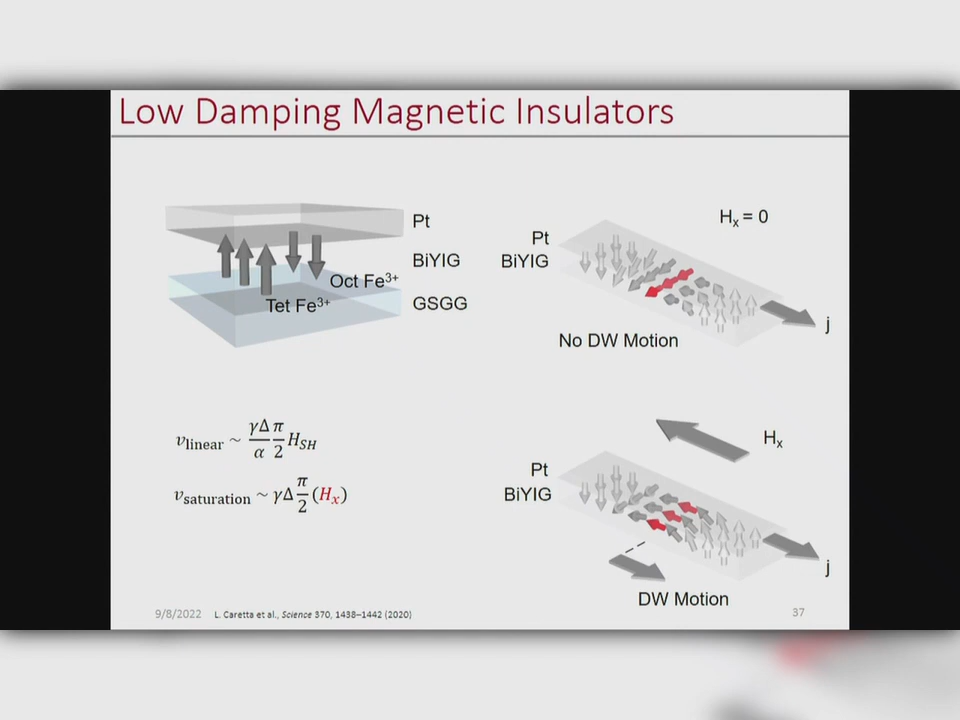 Low Damping Magnetic Insulators
Pt
BiYIG
Oct Fe³⁺
Tet Fe³⁺
GSGG
Hₓ = 0
Pt
BiYIG
j
No DW Motion
v_linear ~ γΔ/α π/2 H_SH
v_saturation ~ γΔ π/2 (Hₓ)
Hₓ
Pt
BiYIG
j
DW Motion
9/8/2022
L. Caretta et al., Science 370, 1438–1442 (2020)
37